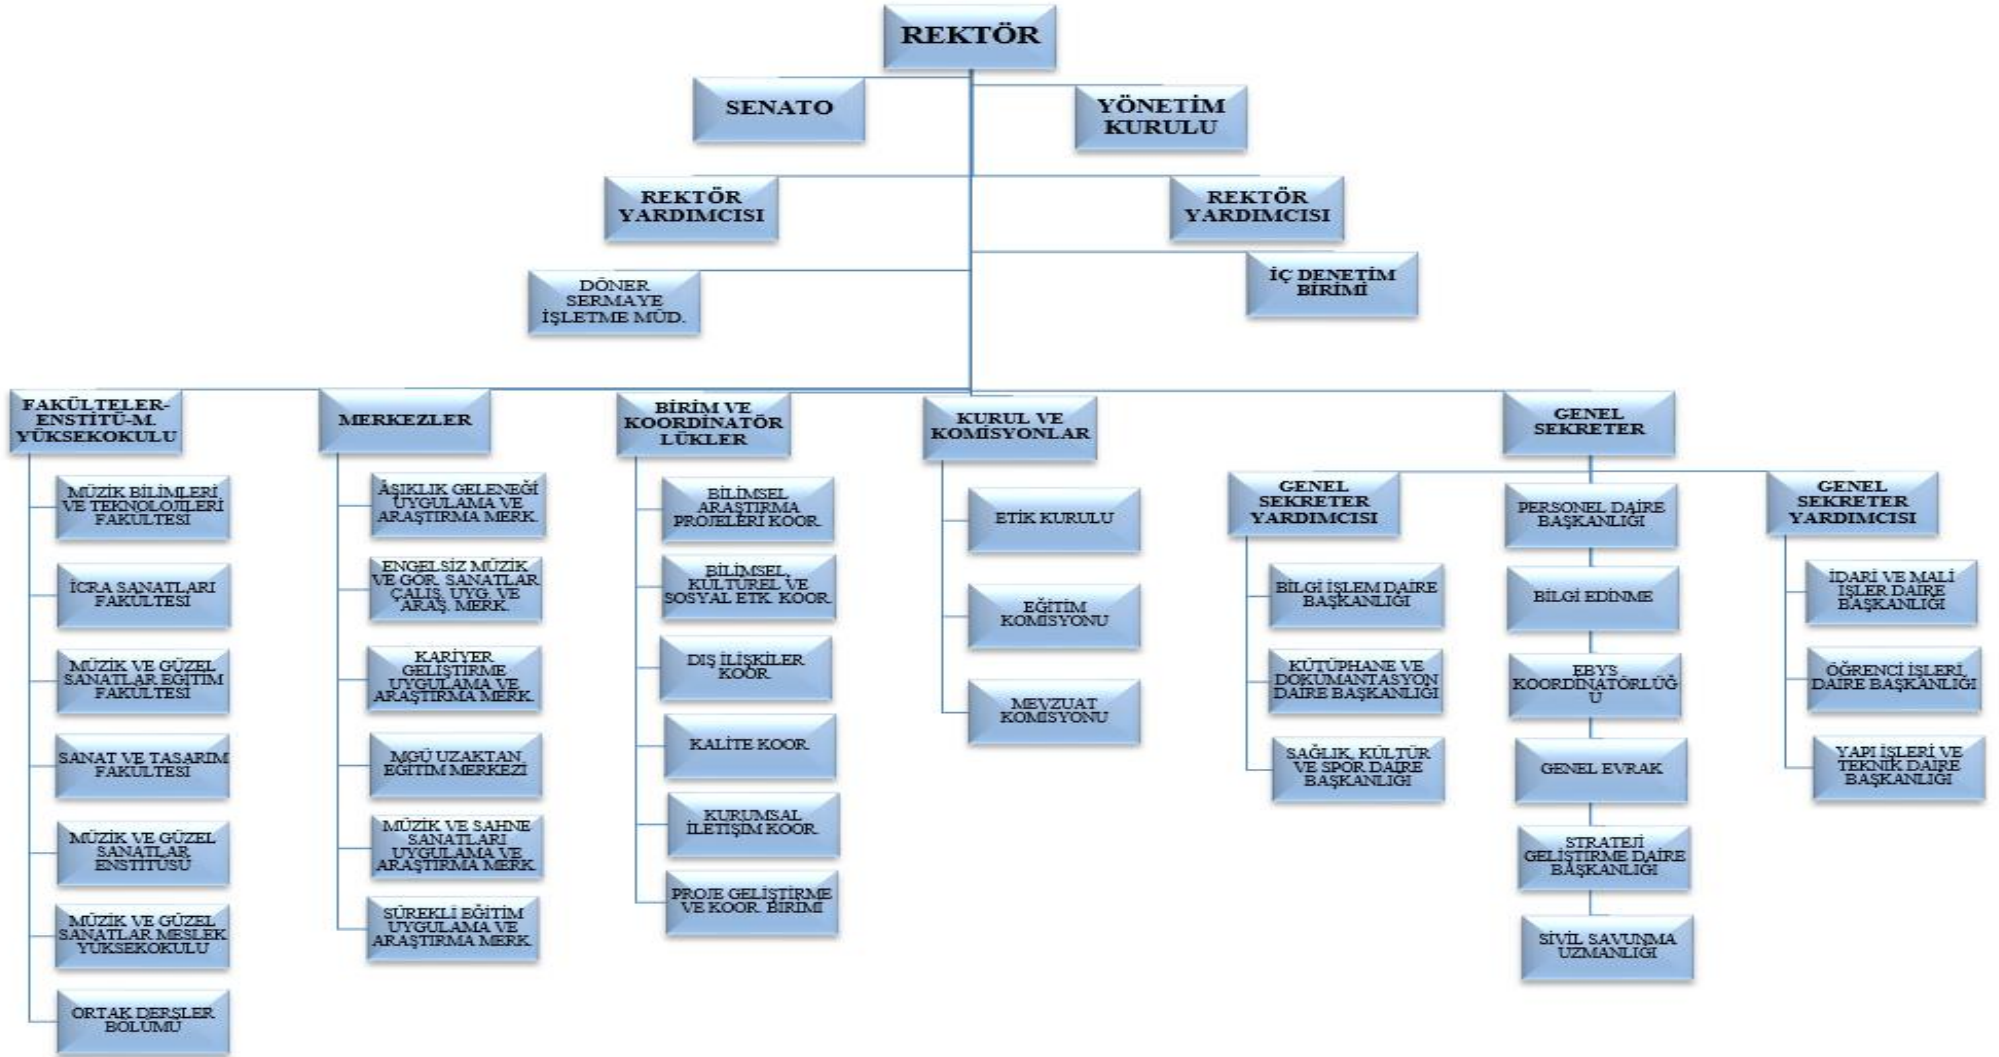 REKTÖR
SENATO
YÖNETİM
KURULU
REKTÖR
YARDIMCISI
REKTÖR
YARDIMCISI
DÖNER
SERMAYE
İŞLETME MÜD.
İÇ DENETİM
BİRİMİ
FAKÜLTELER-
ENSTİTÜ-M.
YÜKSEKOKULU
MÜZİK BİLİMLERİ
VE TEKNOLOJİLERİ
FAKÜLTESİ
İCRA SANATLARI
FAKÜLTESİ
MÜZİK VE GÜZEL
SANATLAR EĞİTİM
FAKÜLTESİ
SANAT VE TASARIM
FAKÜLTESİ
MÜZİK VE GÜZEL
SANATLAR
ENSTİTÜSÜ
MÜZİK VE GÜZEL
SANATLAR MESLEK
YÜKSEKOKULU
ORTAK DERSLER
BÖLÜMÜ
MERKEZLER
ÂŞIKLIK GELENEĞİ
UYGULAMA VE
ARAŞTIRMA MERK.
ENGELSİZ MÜZİK
VE GÖR. SANATLAR
ÇALIŞ. UYG. VE
ARAŞ. MERK.
KARİYER
GELİŞTİRME
UYGULAMA VE
ARAŞTIRMA MERK.
MGÜ UZAKTAN
EĞİTİM MERKEZİ
MÜZİK VE SAHNE
SANATLARI
UYGULAMA VE
ARAŞTIRMA MERK.
SÜREKLİ EĞİTİM
UYGULAMA VE
ARAŞTIRMA MERK.
BİRİM VE
KOORDİNATÖR
LÜKLER
BİLİMSEL
ARAŞTIRMA
PROJELERİ KOOR.
BİLİMSEL,
KÜLTÜREL VE
SOSYAL ETK. KOOR.
DIŞ İLİŞKİLER
KOOR.
KALİTE KOOR.
KURUMSAL
İLETİŞİM KOOR.
PROJE GELİŞTİRME
VE KOOR. BİRİMİ
KURUL VE
KOMİSYONLAR
ETİK KURULU
EĞİTİM
KOMİSYONU
MEVZUAT
KOMİSYONU
GENEL
SEKRETER
GENEL
SEKRETER
YARDIMCISI
BİLGİ İŞLEM DAİRE
BAŞKANLIĞI
KÜTÜPHANE VE
DOKÜMANTASYON
DAİRE BAŞKANLIĞI
SAĞLIK, KÜLTÜR
VE SPOR DAİRE
BAŞKANLIĞI
PERSONEL DAİRE
BAŞKANLIĞI
BİLGİ EDİNME
EBYS
KOORDİNATÖRLÜĞ
Ü
GENEL EVRAK
STRATEJİ
GELİŞTİRME DAİRE
BAŞKANLIĞI
SİVİL SAVUNMA
UZMANLIĞI
GENEL
SEKRETER
YARDIMCISI
İDARİ VE MALİ
İŞLER DAİRE
BAŞKANLIĞI
ÖĞRENCİ İŞLERİ
DAİRE BAŞKANLIĞI
YAPI İŞLERİ VE
TEKNİK DAİRE
BAŞKANLIĞI